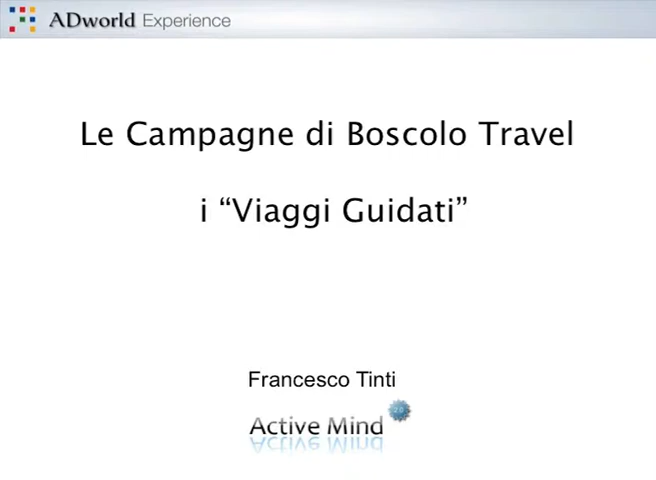 ADworld Experience
Le Campagne di Boscolo Travel
i “Viaggi Guidati”
Francesco Tinti
Active Mind